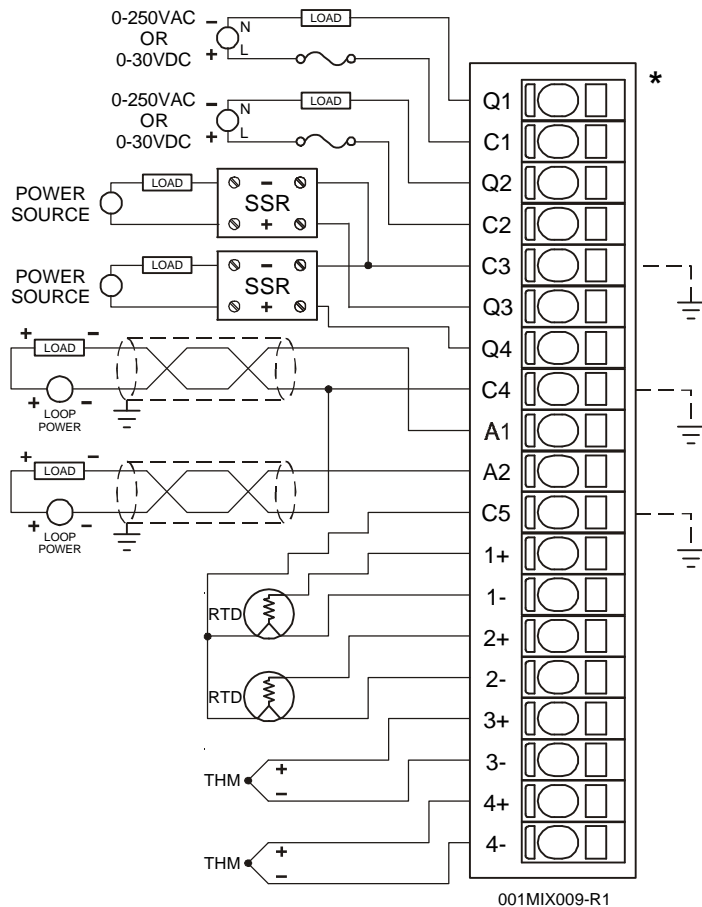 0-250VAC
OR
0-30VDC
−
+
N
L
LOAD
0-250VAC
OR
0-30VDC
−
+
N
L
LOAD
POWER
SOURCE
LOAD
−
SSR
+
POWER
SOURCE
LOAD
−
SSR
+
+ LOAD −
+ −
LOOP
POWER
+ LOAD −
+ −
LOOP
POWER
RTD
RTD
THM
+
−
THM
+
−
*
Q1
C1
Q2
C2
C3
Q3
Q4
C4
A1
A2
C5
1+
1-
2+
2-
3+
3-
4+
4-
001MIX009-R1